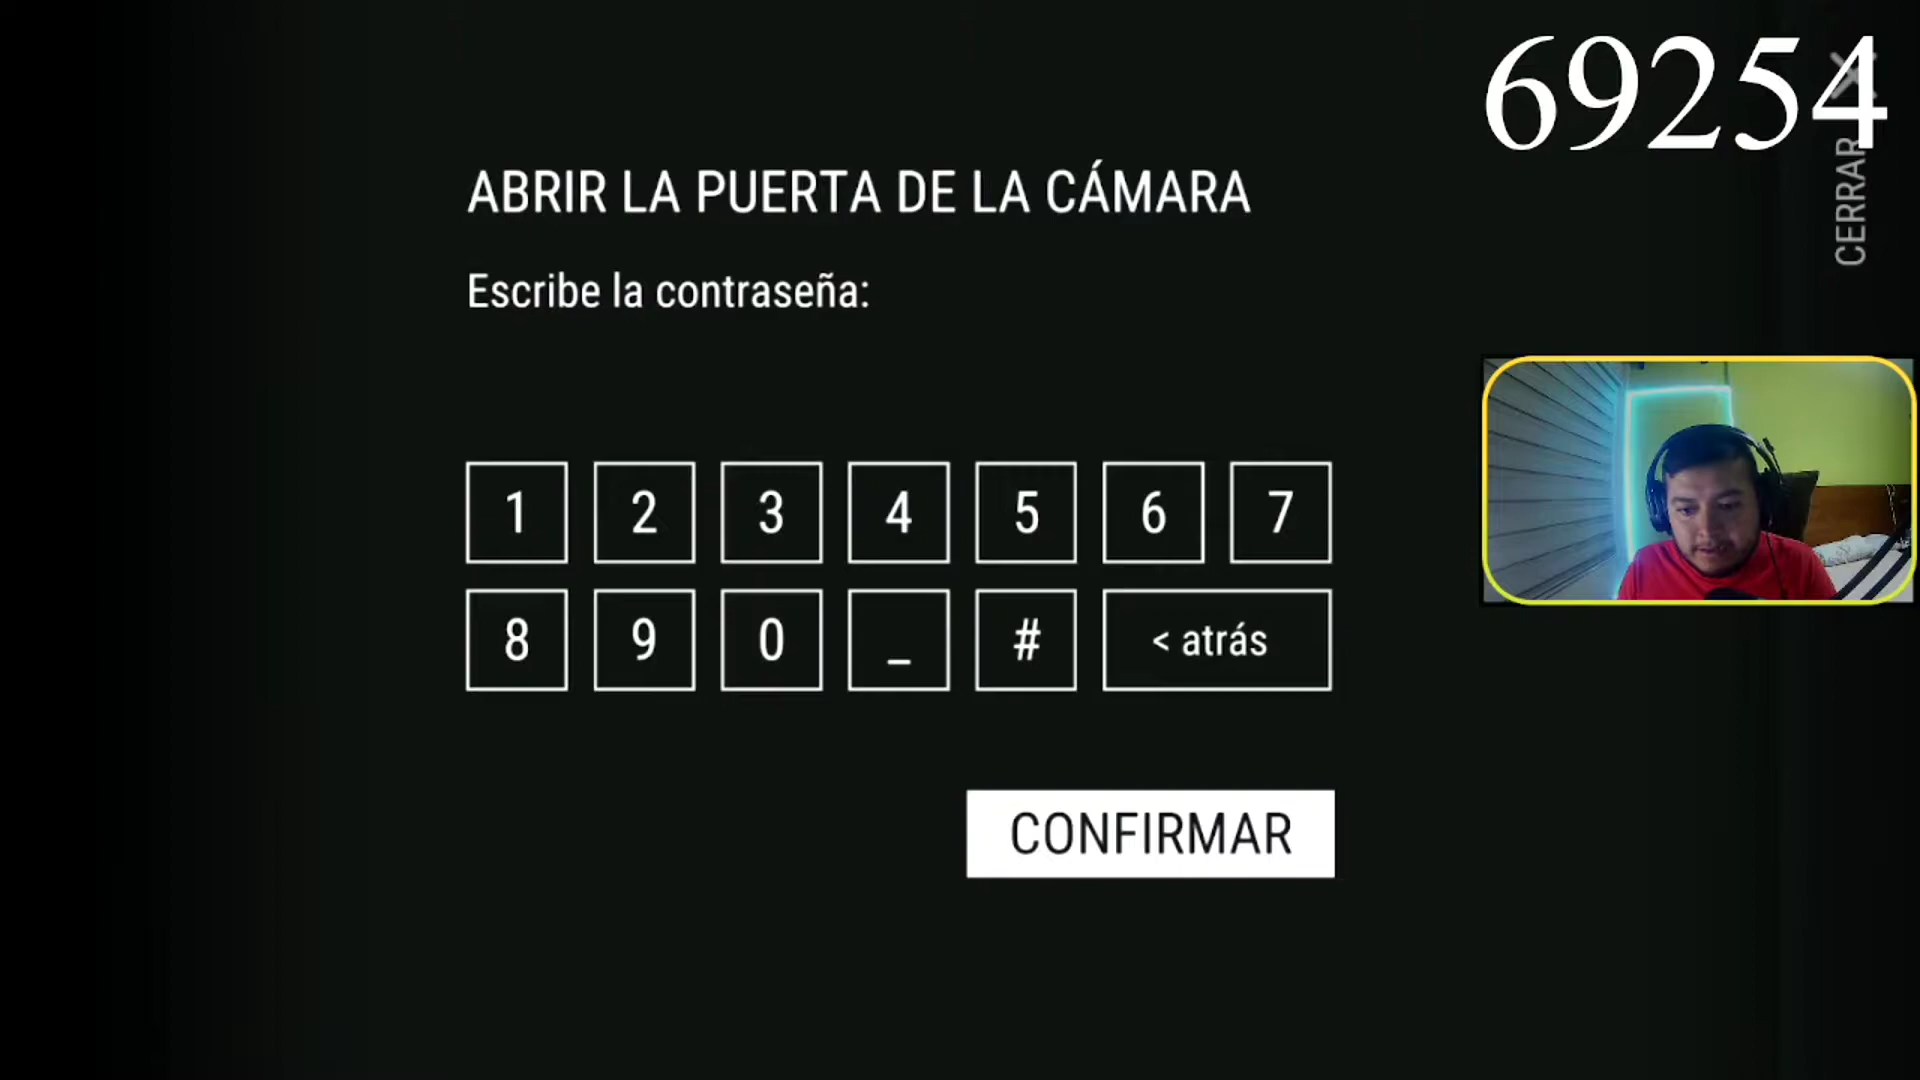 69254
CERRAR
ABRIR LA PUERTA DE LA CÁMARA
Escribe la contraseña:
1 2 3 4 5 6 7
8 9 0 _ # < atrás
CONFIRMAR